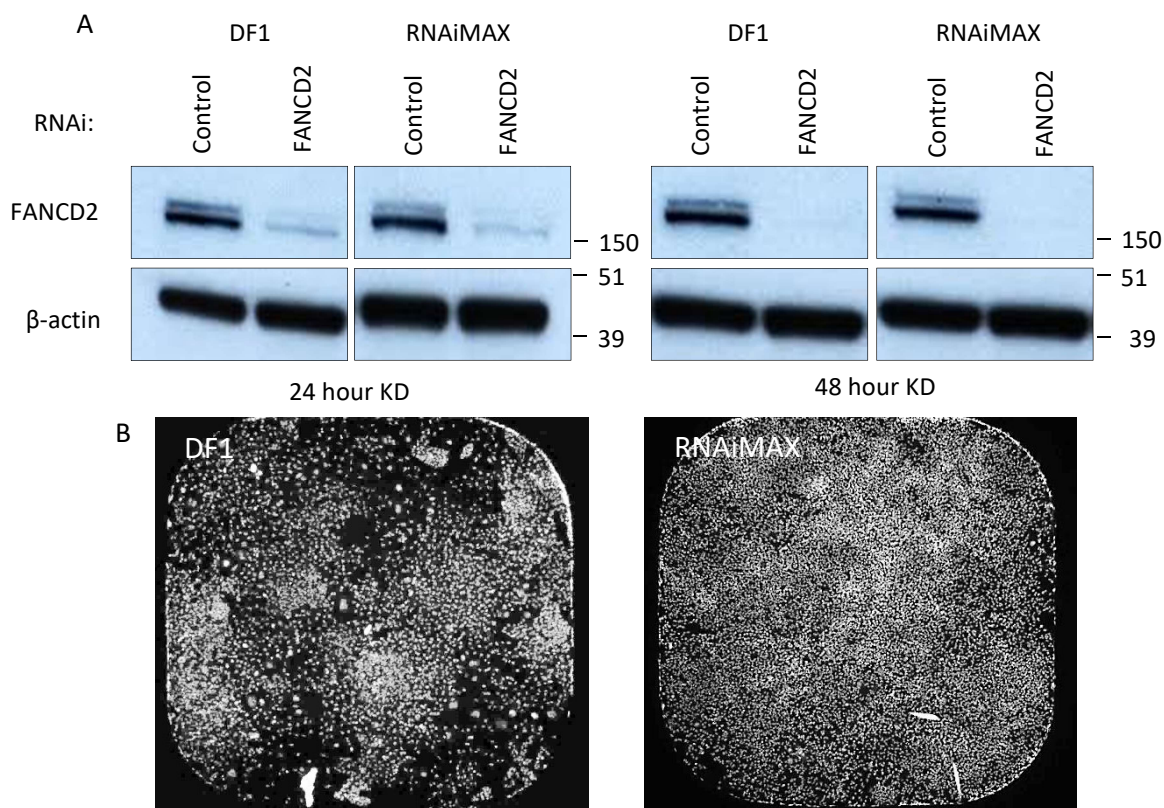 A
DF1 RNAiMAX DF1 RNAiMAX
RNAi: Control FANCD2 Control FANCD2 Control FANCD2 Control FANCD2
FANCD2 150 150
51 51
β-actin 39 39
24 hour KD 48 hour KD
B
DF1 RNAiMAX